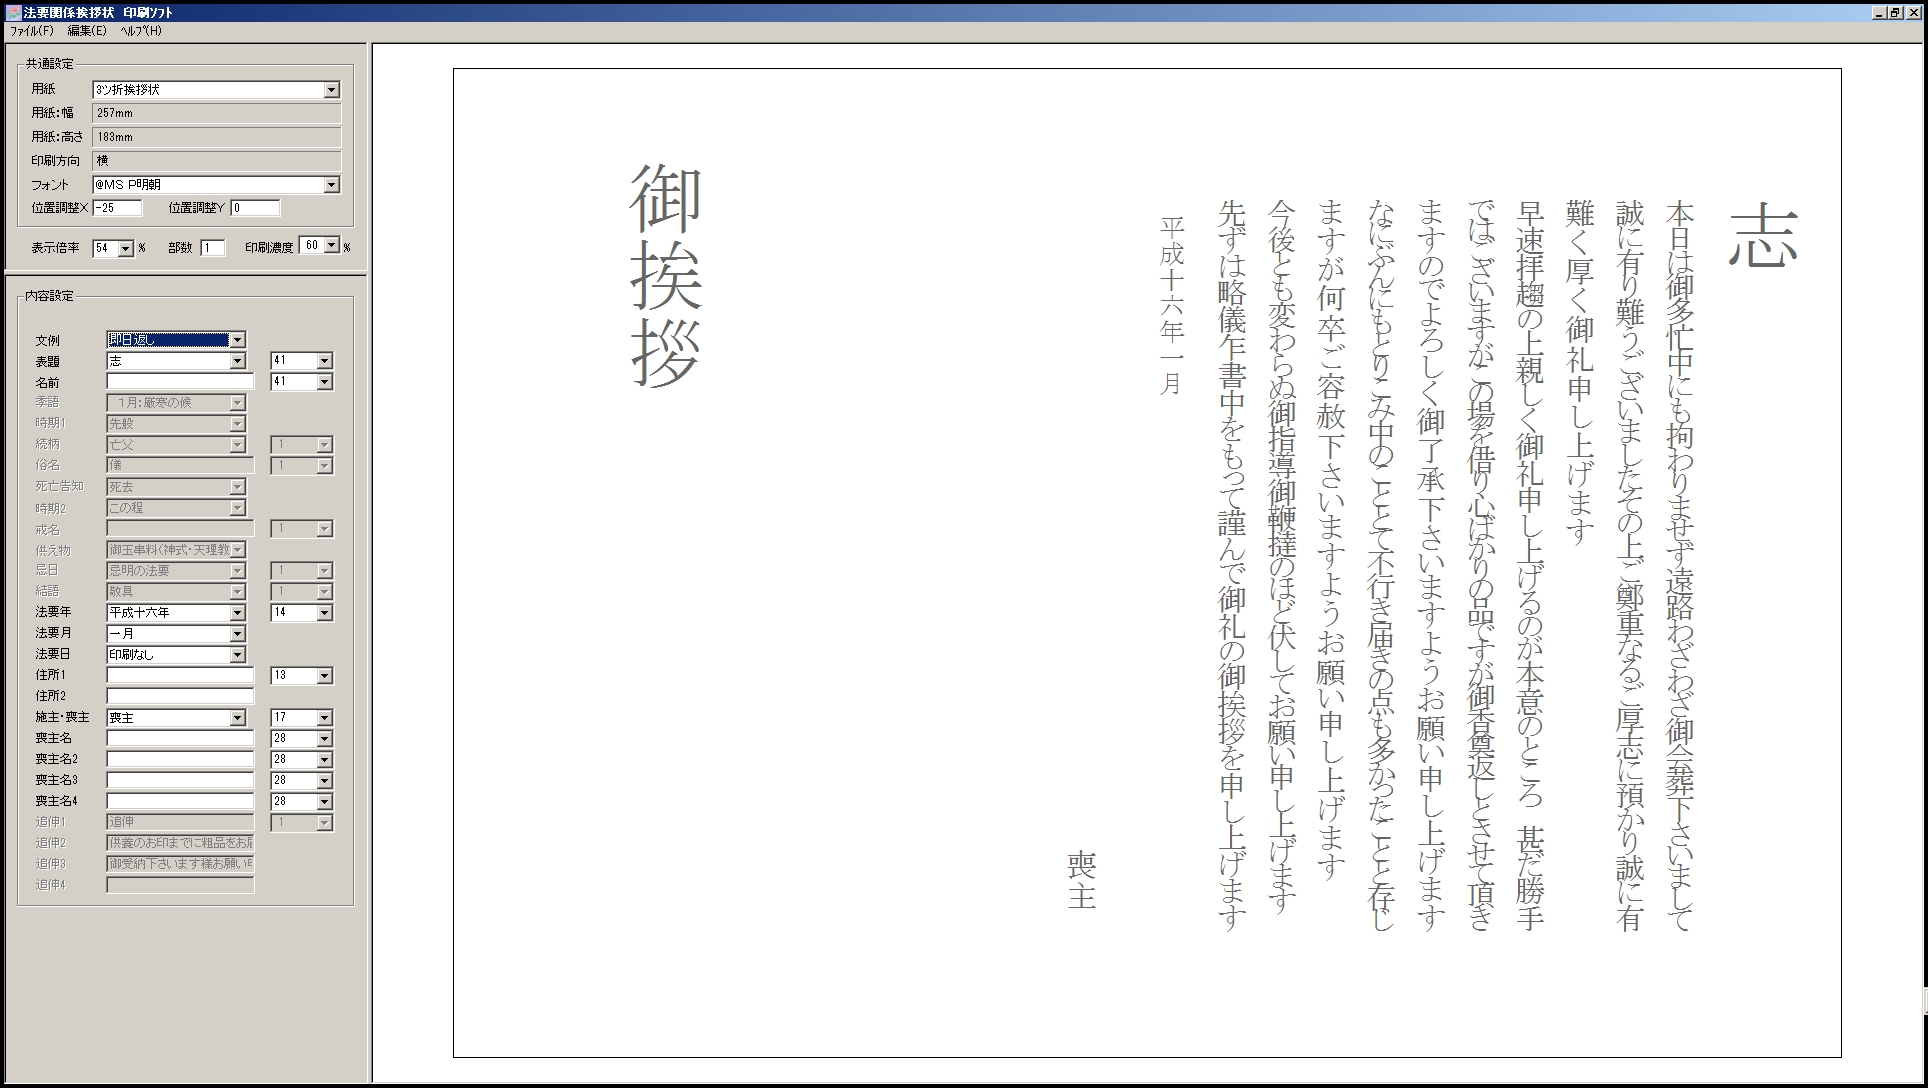 法要関係挨拶状 印刷ソフト
ファイル(F) 編集(E) ヘルプ(H)
共通設定
用紙 3ツ折挨拶状
用紙:幅 257mm
用紙:高さ 183mm
印刷方向 横
フォント @MS P明朝
位置調整X -25 位置調整Y 0
表示倍率 54 % 部数 1 印刷濃度 60 %
内容設定
文例 即日返し
表題 志 41
名前 41
季語 1月:厳寒の候
時期1 先般
続柄 亡父 1
俗名 儀 1
死亡告知 死去
時期2 この程
戒名 1
供え物 御玉串料(神式・天理教
忌日 忌明の法要 1
結語 敬具 1
法要年 平成十六年 14
法要月 一月
法要日 印刷なし
住所1 13
住所2
施主・喪主 喪主 17
喪主名 28
喪主名2 28
喪主名3 28
喪主名4 28
追伸1 追伸 1
追伸2 供養のお印までに粗品をお届
追伸3 御受納下さいます様お願い申
追伸4
志
本日は御多忙中にも拘わりませず遠路わざわざ御会葬下さいまして
誠に有り難うございましたその上ご鄭重なるご厚志に預かり誠に有
難く厚く御礼申し上げます
早速拝趨の上親しく御礼申し上げるのが本意のところ 甚だ勝手
ではございますがこの場を借り心ばかりの品ですが御香奠返しとさせて頂き
ますのでよろしく御了承下さいますようお願い申し上げます
なにぶんにもとりこみ中のこととて不行き届きの点も多かったことと存じ
ますが何卒ご容赦下さいますようお願い申し上げます
今後とも変わらぬ御指導御鞭撻のほど伏してお願い申し上げます
先ずは略儀乍書中をもって謹んで御礼の御挨拶を申し上げます
平成十六年一月
喪主
御挨拶